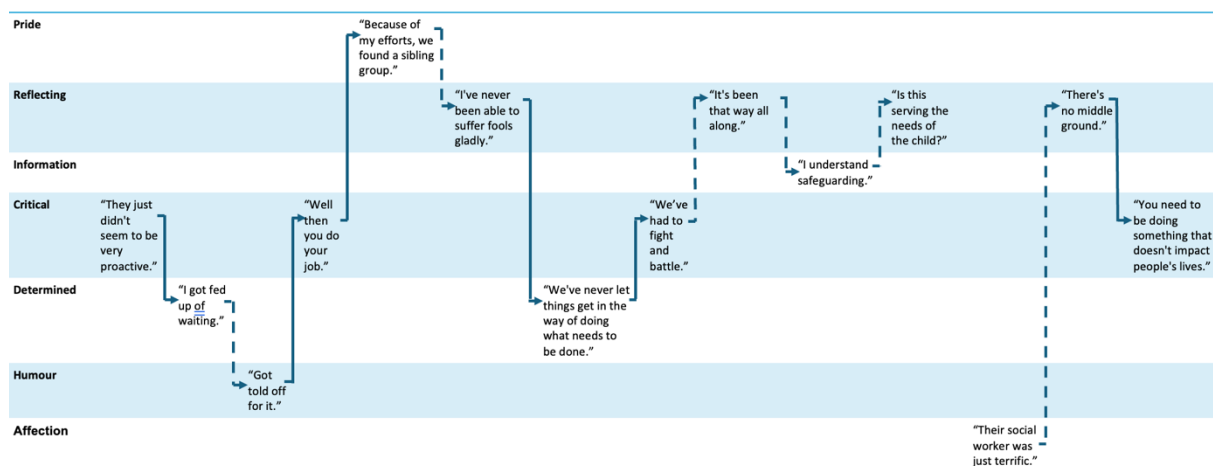 Pride
“Because of
my efforts, we
found a sibling
group.”
Reflecting
“I've never
been able to
suffer fools
gladly.”
“It's been
that way all
along.”
“Is this
serving the
needs of
the child?”
“There's
no middle
ground.”
Information
“I understand
safeguarding.”
Critical
“They just
didn't
seem to be
very
proactive.”
“Well
then
you do
your
job.”
“We’ve
had to
fight
and
battle.”
“You need to
be doing
something that
doesn't impact
people's lives.”
Determined
“I got fed
up of
waiting.”
“We've never let
things get in the
way of doing
what needs to
be done.”
Humour
“Got
told off
for it.”
Affection
“Their social
worker was
just terrific.”